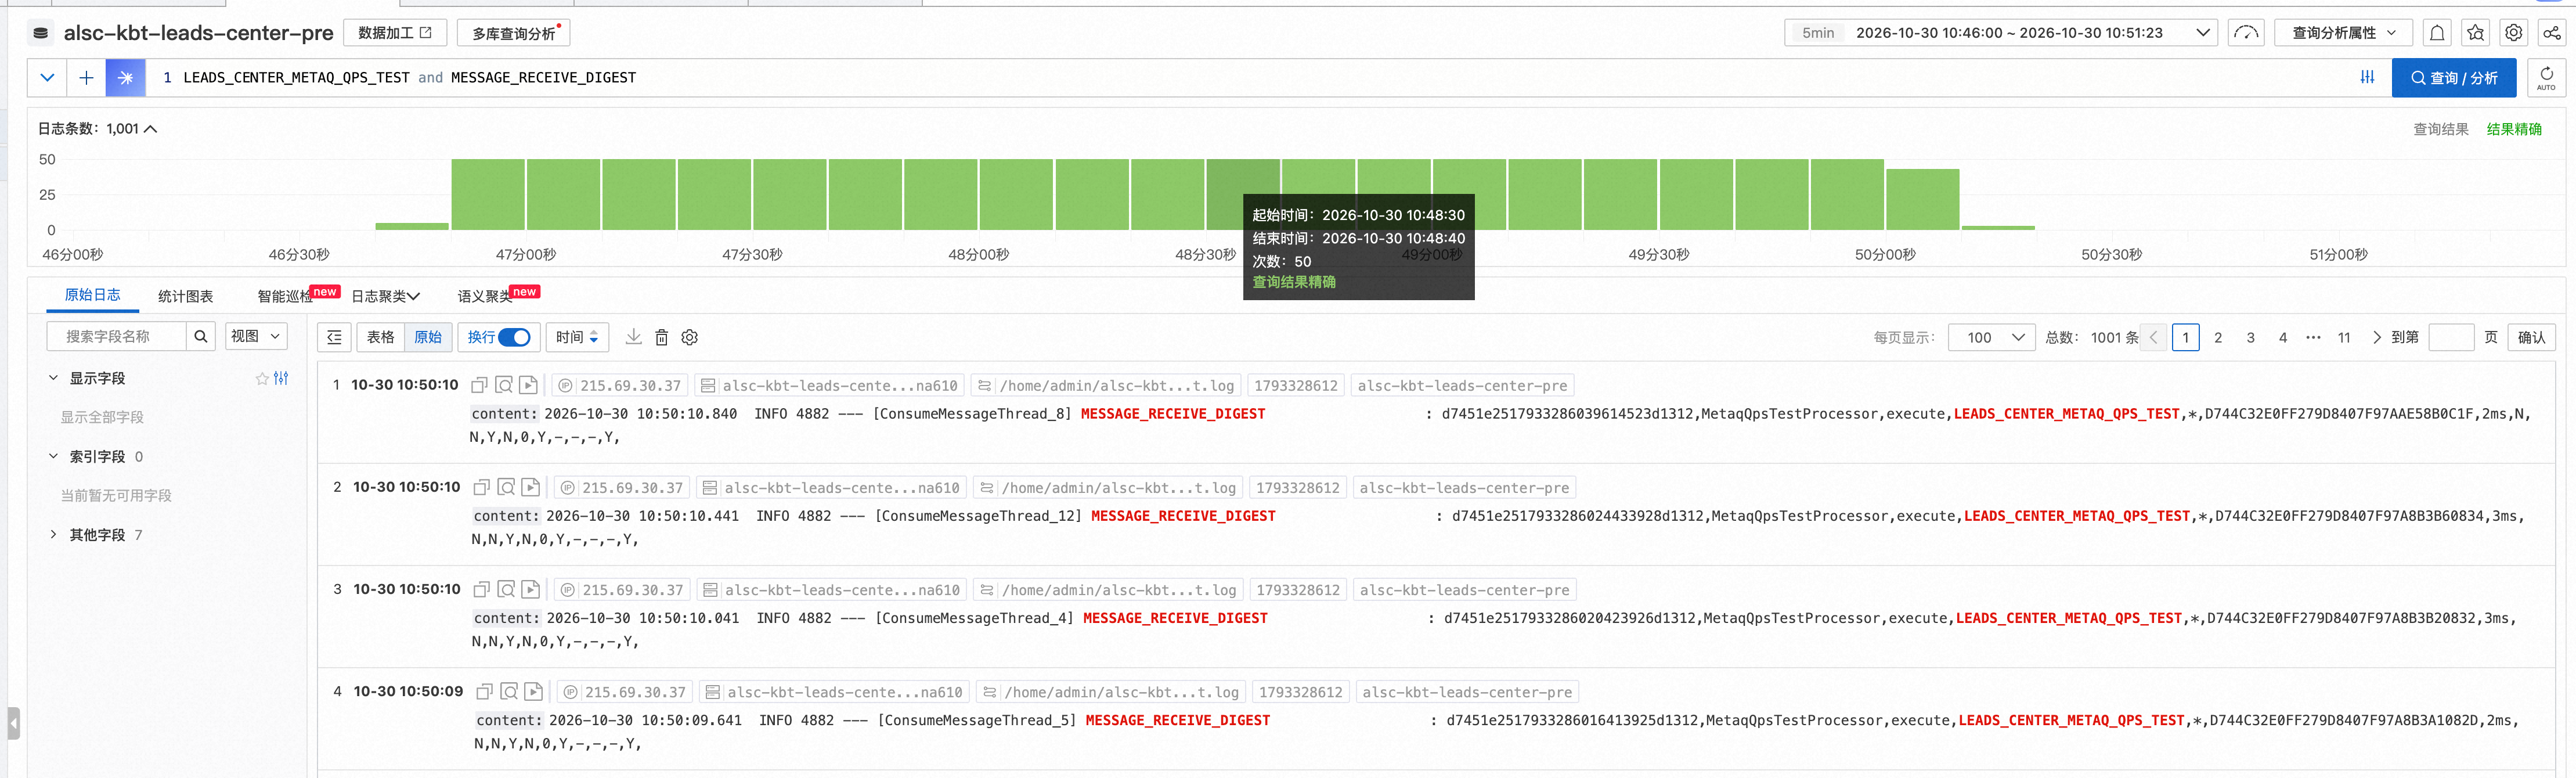 alsc-kbt-leads-center-pre 数据加工 多库查询分析 5min 2026-10-30 10:46:00 ~ 2026-10-30 10:51:23 查询分析属性
1 LEADS_CENTER_METAQ_QPS_TEST and MESSAGE_RECEIVE_DIGEST 查询 / 分析 AUTO
日志条数：1,001 查询结果 结果精确
50
25
0
46分00秒 46分30秒 47分00秒 47分30秒 48分00秒 48分30秒 49分00秒 49分30秒 50分00秒 50分30秒 51分00秒
起始时间：2026-10-30 10:48:30
结束时间：2026-10-30 10:48:40
次数：50
查询结果精确
原始日志 统计图表 智能巡检 new 日志聚类 语义聚类 new
搜索字段名称 视图 表格 原始 换行 时间 每页显示： 100 总数： 1001 条 1 2 3 4 ••• 11 到第 页 确认
显示字段
显示全部字段
索引字段 0
当前暂无可用字段
其他字段 7
1 10-30 10:50:10 IP 215.69.30.37 alsc-kbt-leads-cente...na610 /home/admin/alsc-kbt...t.log 1793328612 alsc-kbt-leads-center-pre
content: 2026-10-30 10:50:10.840 INFO 4882 --- [ConsumeMessageThread_8] MESSAGE_RECEIVE_DIGEST : d7451e2517933286039614523d1312,MetaqQpsTestProcessor,execute,LEADS_CENTER_METAQ_QPS_TEST,*,D744C32E0FF279D8407F97AAE58B0C1F,2ms,N,
N,Y,N,0,Y,-,-,-,Y,
2 10-30 10:50:10 IP 215.69.30.37 alsc-kbt-leads-cente...na610 /home/admin/alsc-kbt...t.log 1793328612 alsc-kbt-leads-center-pre
content: 2026-10-30 10:50:10.441 INFO 4882 --- [ConsumeMessageThread_12] MESSAGE_RECEIVE_DIGEST : d7451e2517933286024433928d1312,MetaqQpsTestProcessor,execute,LEADS_CENTER_METAQ_QPS_TEST,*,D744C32E0FF279D8407F97A8B3B60834,3ms,
N,N,Y,N,0,Y,-,-,-,Y,
3 10-30 10:50:10 IP 215.69.30.37 alsc-kbt-leads-cente...na610 /home/admin/alsc-kbt...t.log 1793328612 alsc-kbt-leads-center-pre
content: 2026-10-30 10:50:10.041 INFO 4882 --- [ConsumeMessageThread_4] MESSAGE_RECEIVE_DIGEST : d7451e2517933286020423926d1312,MetaqQpsTestProcessor,execute,LEADS_CENTER_METAQ_QPS_TEST,*,D744C32E0FF279D8407F97A8B3B20832,3ms,
N,N,Y,N,0,Y,-,-,-,Y,
4 10-30 10:50:09 IP 215.69.30.37 alsc-kbt-leads-cente...na610 /home/admin/alsc-kbt...t.log 1793328612 alsc-kbt-leads-center-pre
content: 2026-10-30 10:50:09.641 INFO 4882 --- [ConsumeMessageThread_5] MESSAGE_RECEIVE_DIGEST : d7451e2517933286016413925d1312,MetaqQpsTestProcessor,execute,LEADS_CENTER_METAQ_QPS_TEST,*,D744C32E0FF279D8407F97A8B3A1082D,2ms,
N,N,Y,N,0,Y,-,-,-,Y,